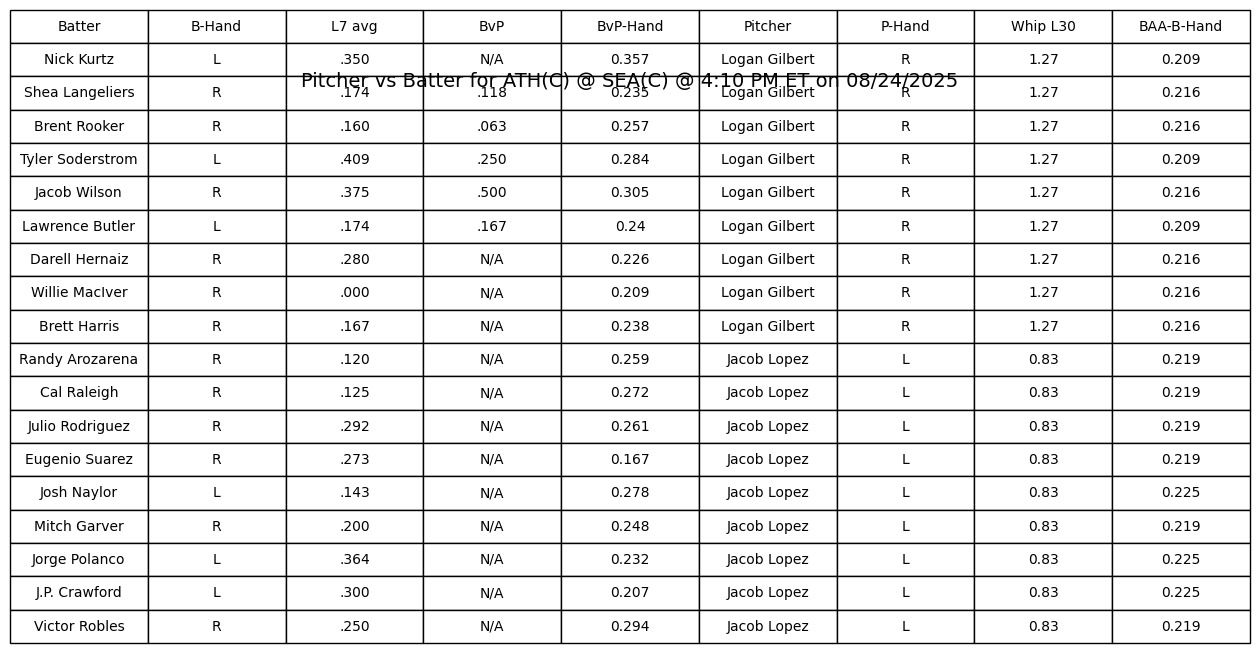 Batter B-Hand L7 avg BvP BvP-Hand Pitcher P-Hand Whip L30 BAA-B-Hand
Nick Kurtz L .350 N/A 0.357 Logan Gilbert R 1.27 0.209
Pitcher vs Batter for ATH(C) @ SEA(C) @ 4:10 PM ET on 08/24/2025
Shea Langeliers R .174 .118 0.235 Logan Gilbert R 1.27 0.216
Brent Rooker R .160 .063 0.257 Logan Gilbert R 1.27 0.216
Tyler Soderstrom L .409 .250 0.284 Logan Gilbert R 1.27 0.209
Jacob Wilson R .375 .500 0.305 Logan Gilbert R 1.27 0.216
Lawrence Butler L .174 .167 0.24 Logan Gilbert R 1.27 0.209
Darell Hernaiz R .280 N/A 0.226 Logan Gilbert R 1.27 0.216
Willie MacIver R .000 N/A 0.209 Logan Gilbert R 1.27 0.216
Brett Harris R .167 N/A 0.238 Logan Gilbert R 1.27 0.216
Randy Arozarena R .120 N/A 0.259 Jacob Lopez L 0.83 0.219
Cal Raleigh R .125 N/A 0.272 Jacob Lopez L 0.83 0.219
Julio Rodriguez R .292 N/A 0.261 Jacob Lopez L 0.83 0.219
Eugenio Suarez R .273 N/A 0.167 Jacob Lopez L 0.83 0.219
Josh Naylor L .143 N/A 0.278 Jacob Lopez L 0.83 0.225
Mitch Garver R .200 N/A 0.248 Jacob Lopez L 0.83 0.219
Jorge Polanco L .364 N/A 0.232 Jacob Lopez L 0.83 0.225
J.P. Crawford L .300 N/A 0.207 Jacob Lopez L 0.83 0.225
Victor Robles R .250 N/A 0.294 Jacob Lopez L 0.83 0.219